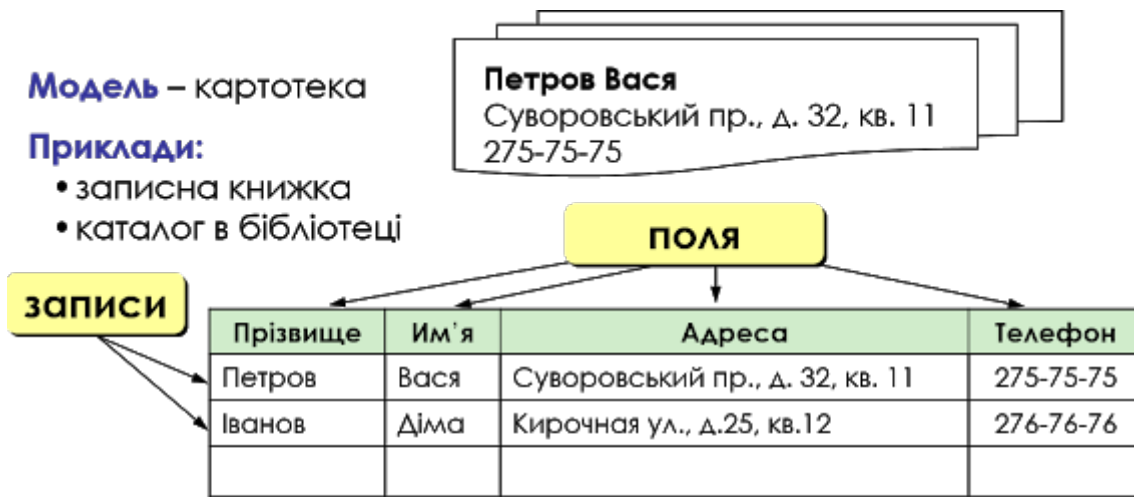 Модель – картотека
Приклади:
• записна книжка
• каталог в бібліотеці
Петров Вася
Суворовський пр., д. 32, кв. 11
275-75-75
поля
записи
Прізвище Им'я Адреса Телефон
Петров Вася Суворовський пр., д. 32, кв. 11 275-75-75
Іванов Діма Кирочная ул., д.25, кв.12 276-76-76